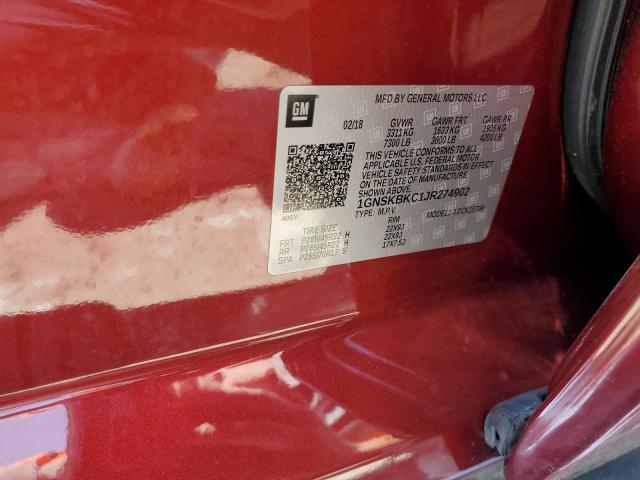 GM
MFD BY GENERAL MOTORS LLC
02/18 GVWR GAWR FRT GAWR RR
3311 KG 1633 KG 1905 KG
7300 LB 3600 LB 4200 LB
THIS VEHICLE CONFORMS TO ALL
APPLICABLE U.S. FEDERAL MOTOR
VEHICLE SAFETY STANDARDS IN EFFECT
ON THE DATE OF MANUFACTURE
SHOWN ABOVE.
1GNSKBKC1JR274902
405Y
TYPE: M.P.V. MODEL:
TIRE SIZE RIM
FRT P285/45R22 H 22X9J
RR P285/45R22 H 22X9J
SPA P265/70R17 S 17X7.5J